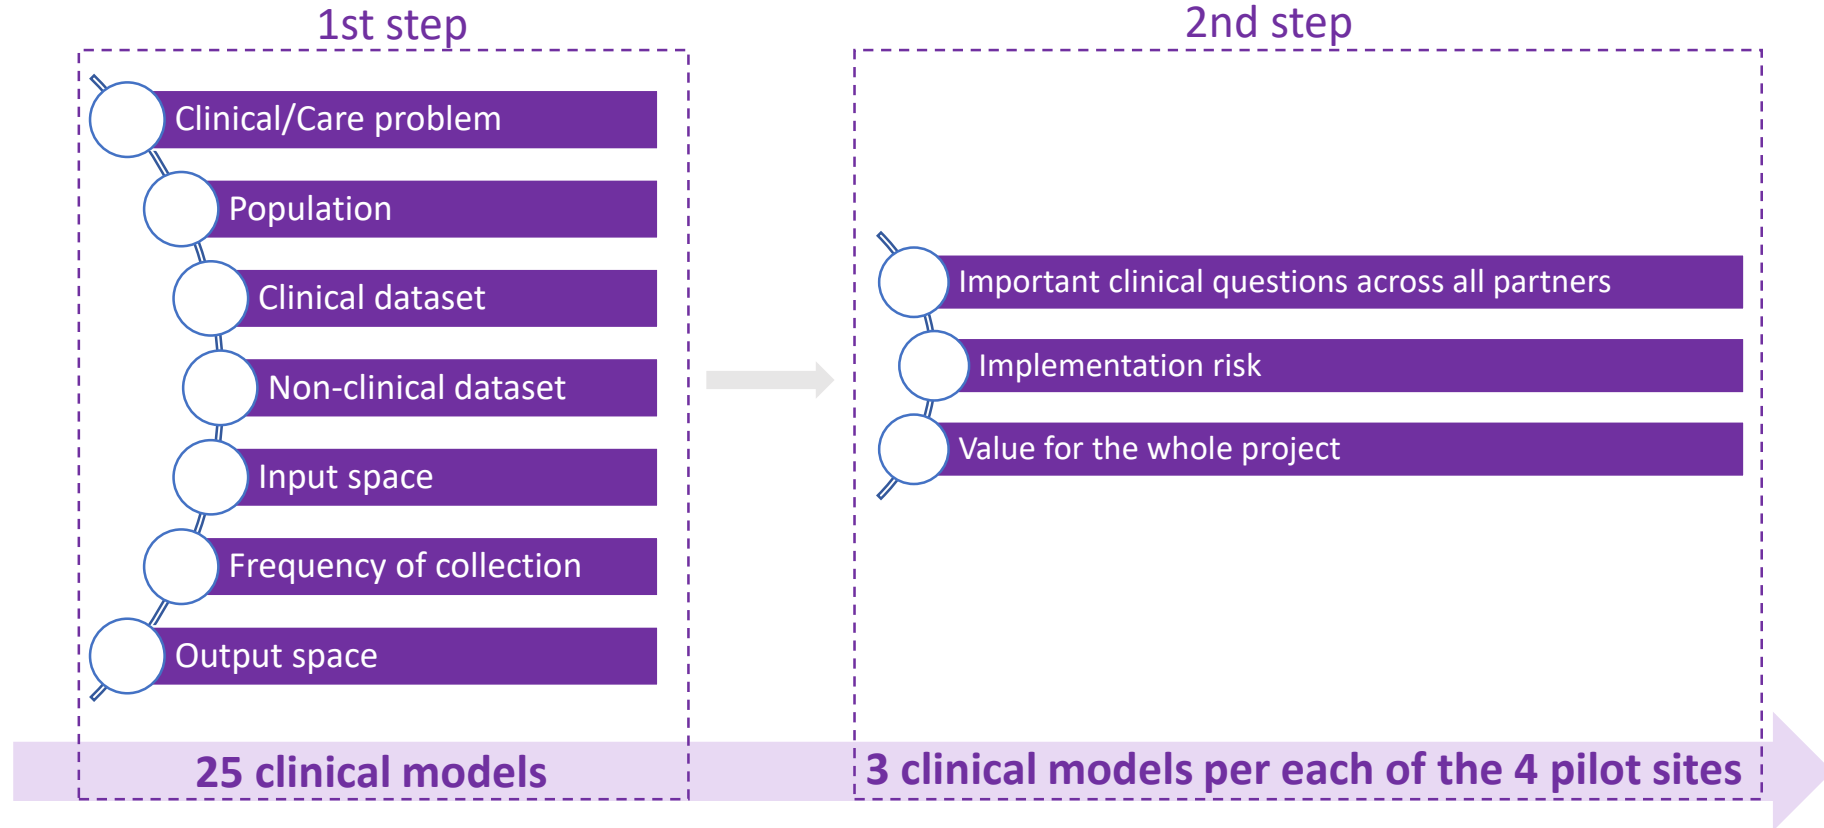 1st step
Clinical/Care problem
Population
Clinical dataset
Non-clinical dataset
Input space
Frequency of collection
Output space
25 clinical models
2nd step
Important clinical questions across all partners
Implementation risk
Value for the whole project
3 clinical models per each of the 4 pilot sites